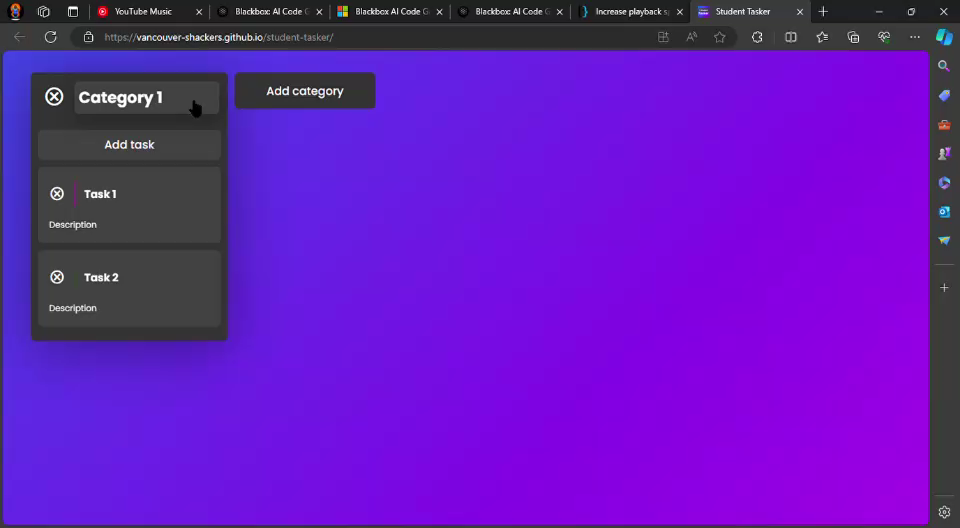 YouTube Music
Blackbox AI Code G
Blackbox AI Code G
Blackbox AI Code G
Increase playback s
Student Tasker
https://vancouver-shackers.github.io/student-tasker/
Category 1
Add category
Add task
Task 1
Description
Task 2
Description